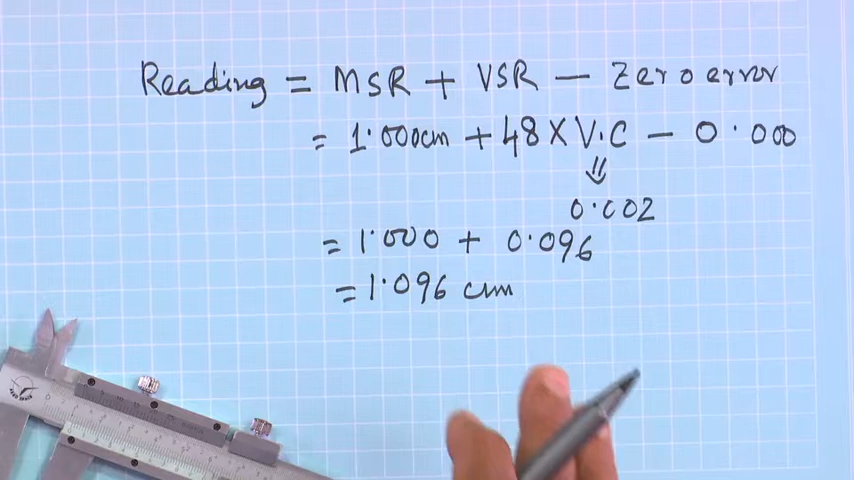 Reading = MSR + VSR - Zero error
= 1.000cm + 48 X V.C - 0.000
⇓
0.002
= 1.000 + 0.096
= 1.096 cm